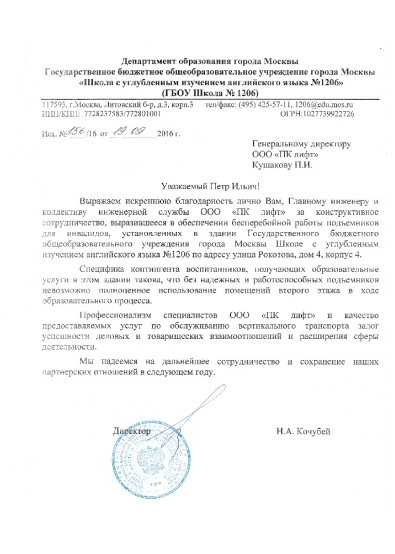 Департамент образования города Москвы
Государственное бюджетное общеобразовательное учреждение города Москвы
«Школа с углубленным изучением английского языка №1206»
(ГБОУ Школа № 1206)
117593, г.Москва, Литовский б-р, д.3, корп.3 тел/факс: (495) 425-57-11, 1206@edu.mos.ru
ИНН/КПП: 7728237583/772801001 ОГРН:1027739922726
Исх. № 156/16 от 19.09 2016 г.
Генеральному директору
ООО «ПК лифт»
Кушакову П.И.
Уважаемый Петр Ильич!
Выражаем искреннюю благодарность лично Вам, Главному инженеру и
коллективу инженерной службы ООО «ПК лифт» за конструктивное
сотрудничество, выразившееся в обеспечении бесперебойной работы подъемников
для инвалидов, установленных в здании Государственного бюджетного
общеобразовательного учреждения города Москвы Школе с углубленным
изучением английского языка №1206 по адресу улица Рокотова, дом 4, корпус 4.
Специфика контингента воспитанников, получающих образовательные
услуги в этом здании такова, что без надежных и работоспособных подъемников
невозможно полноценное использование помещений второго этажа в ходе
образовательного процесса.
Профессионализм специалистов ООО «ПК лифт» и качество
предоставляемых услуг по обслуживанию вертикального транспорта залог
успешности деловых и товарищеских взаимоотношений и расширения сферы
деятельности.
Мы надеемся на дальнейшее сотрудничество и сохранение наших
партнерских отношений в следующем году.
Директор Н.А. Кочубей